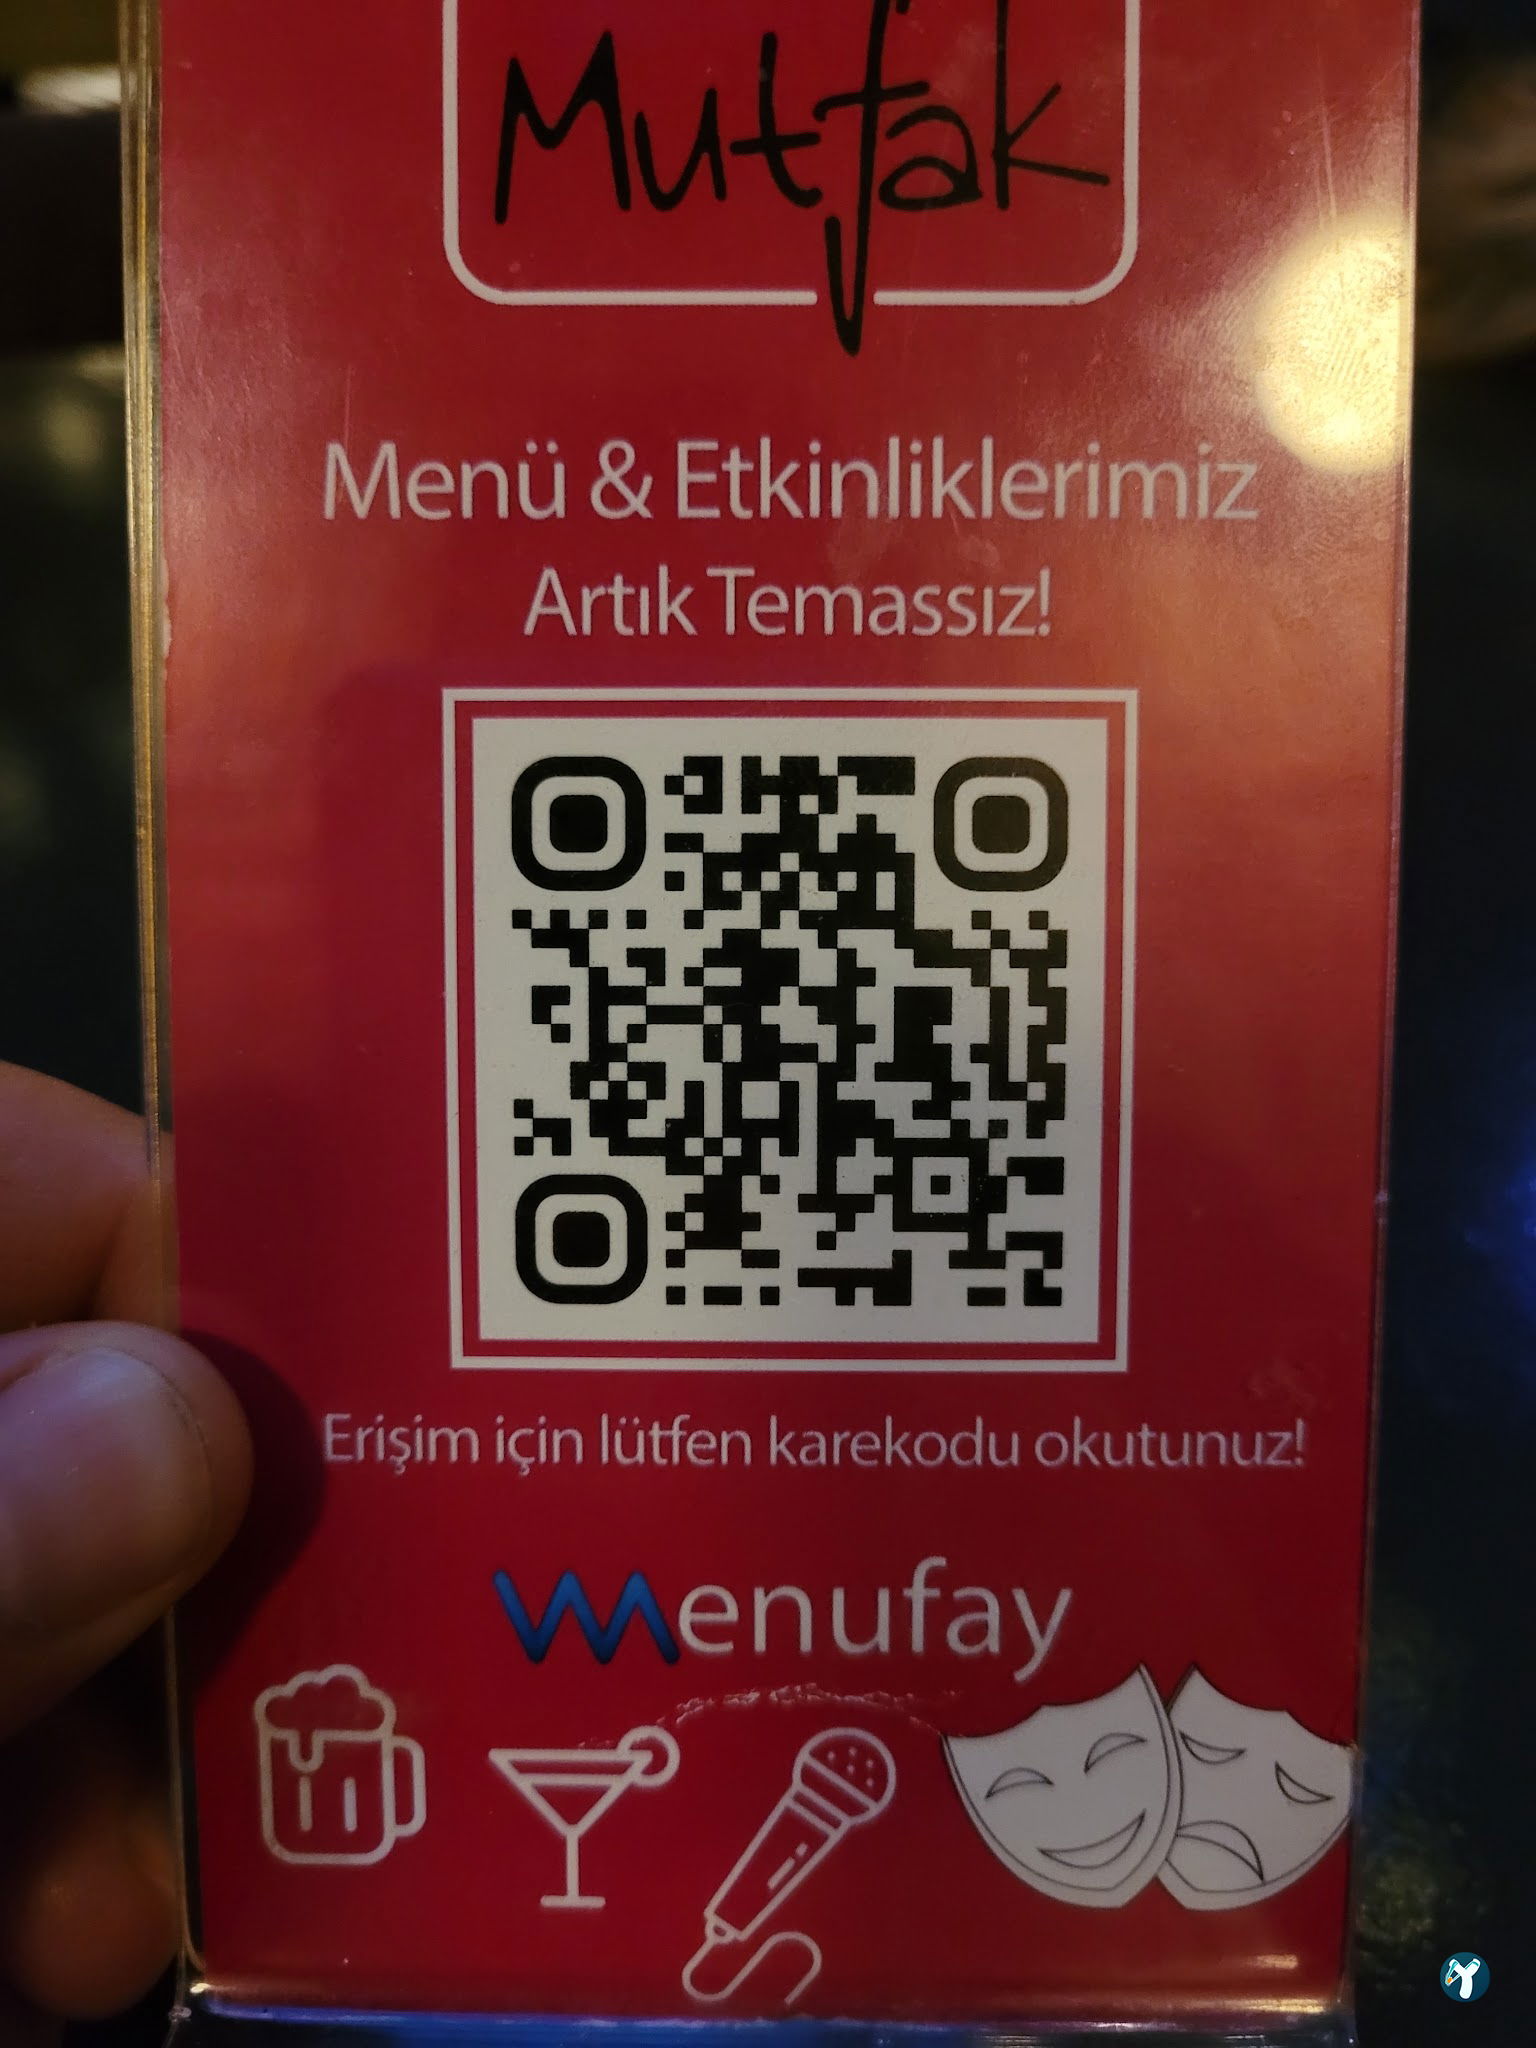 Mutfak
Menü & Etkinliklerimiz
Artık Temassız!
Erişim için lütfen karekodu okutunuz!
Menufay